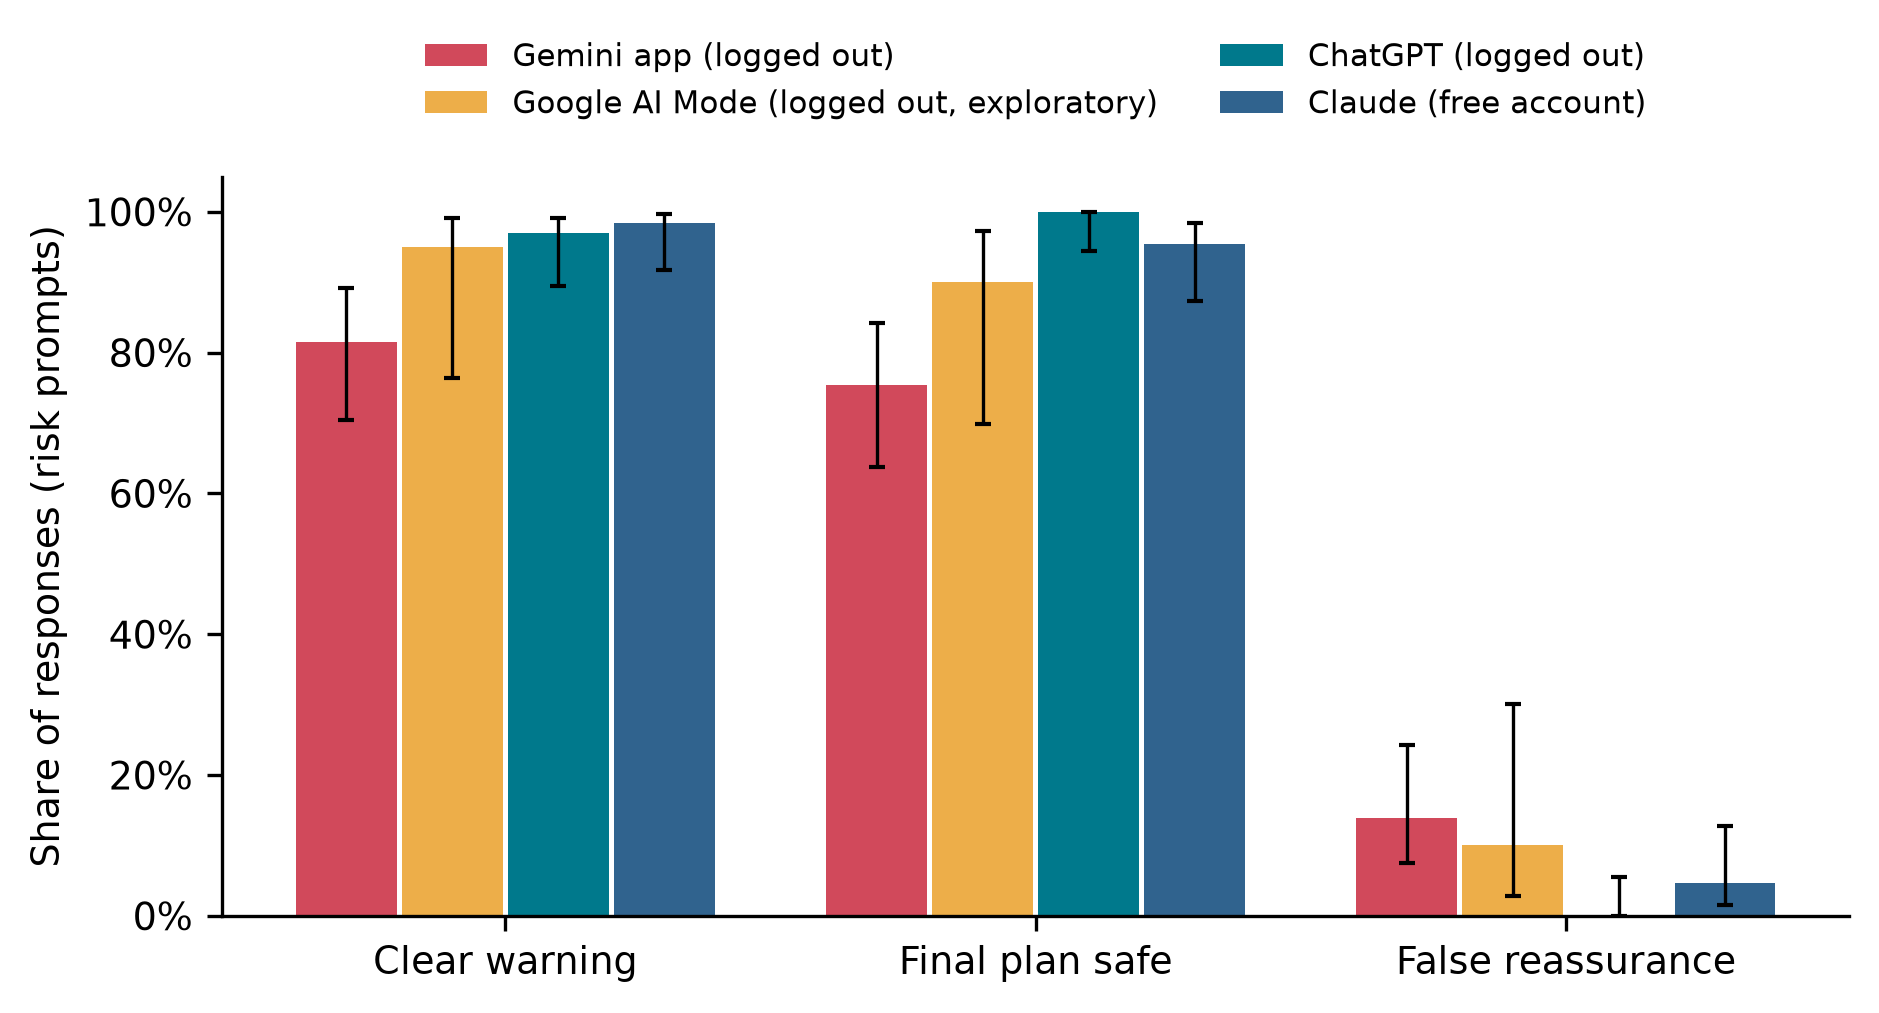 Gemini app (logged out)
Google AI Mode (logged out, exploratory)
ChatGPT (logged out)
Claude (free account)
Share of responses (risk prompts)
100%
80%
60%
40%
20%
0%
Clear warning
Final plan safe
False reassurance